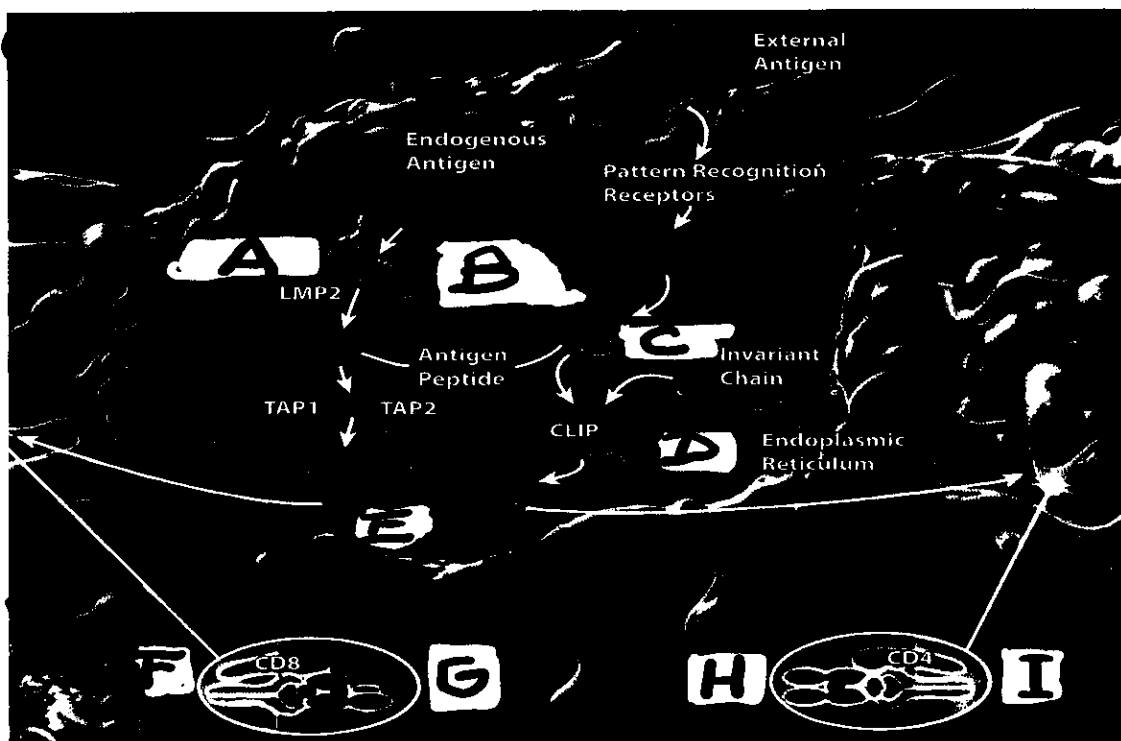 External
Antigen
Endogenous
Antigen
Pattern Recognition
Receptors
A
B
LMP2
C
Antigen
Peptide
Invariant
Chain
TAP1
TAP2
CLIP
D
Endoplasmic
Reticulum
E
F
CD8
G
H
CD4
I